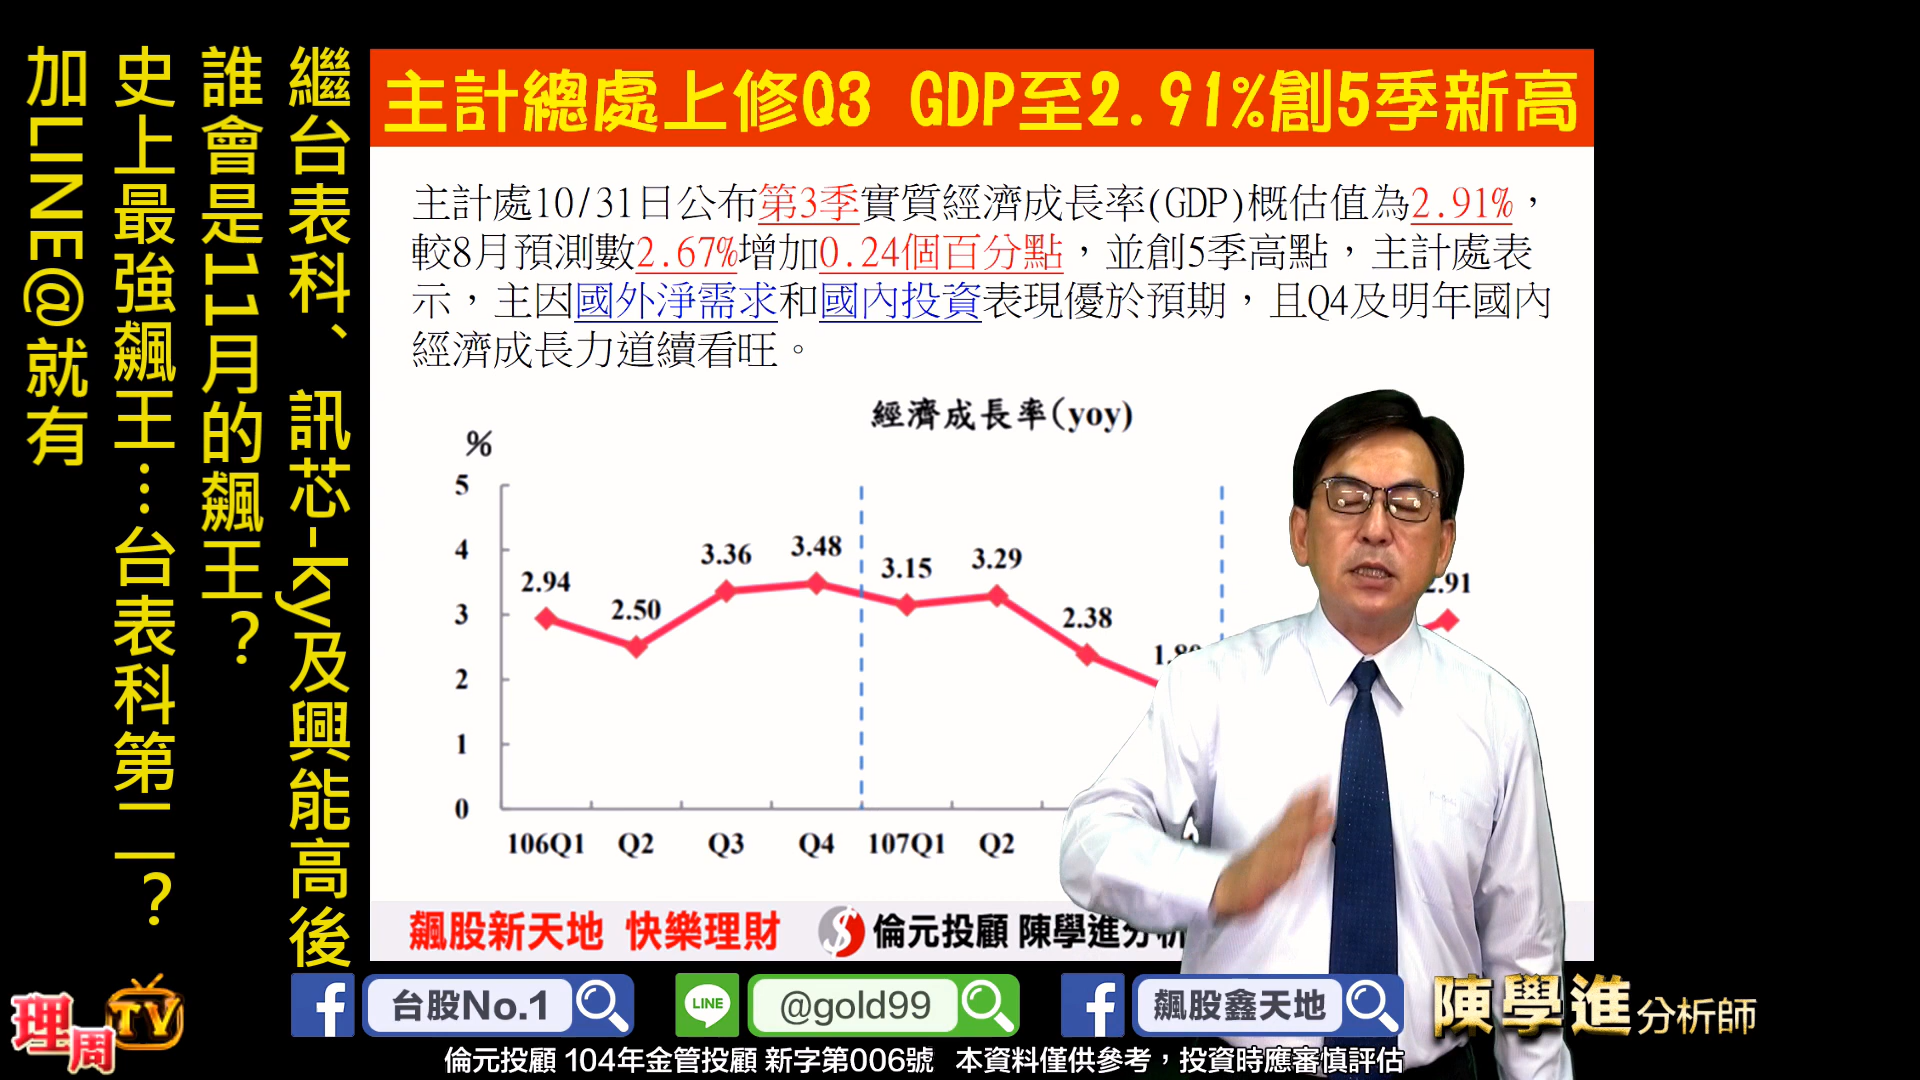 繼台表科、訊芯-ky及興能高後
誰會是11月的飆王?
史上最強飆王…台表科第二?
加LINE@就有
主計總處上修Q3 GDP至2.91%創5季新高
主計處10/31日公布第3季實質經濟成長率(GDP)概估值為2.91%，
較8月預測數2.67%增加0.24個百分點，並創5季高點，主計處表
示，主因國外淨需求和國內投資表現優於預期，且Q4及明年國內
經濟成長力道續看旺。
經濟成長率(yoy)
%
5
4
3
2
1
0
2.94
2.50
3.36
3.48
3.15
3.29
2.38
2.91
106Q1 Q2 Q3 Q4 107Q1 Q2
飆股新天地 快樂理財
倫元投顧 陳學進分析
理周TV
台股No.1
LINE
@gold99
飆股鑫天地
陳學進分析師
倫元投顧 104年金管投顧 新字第006號 本資料僅供參考，投資時應審慎評估